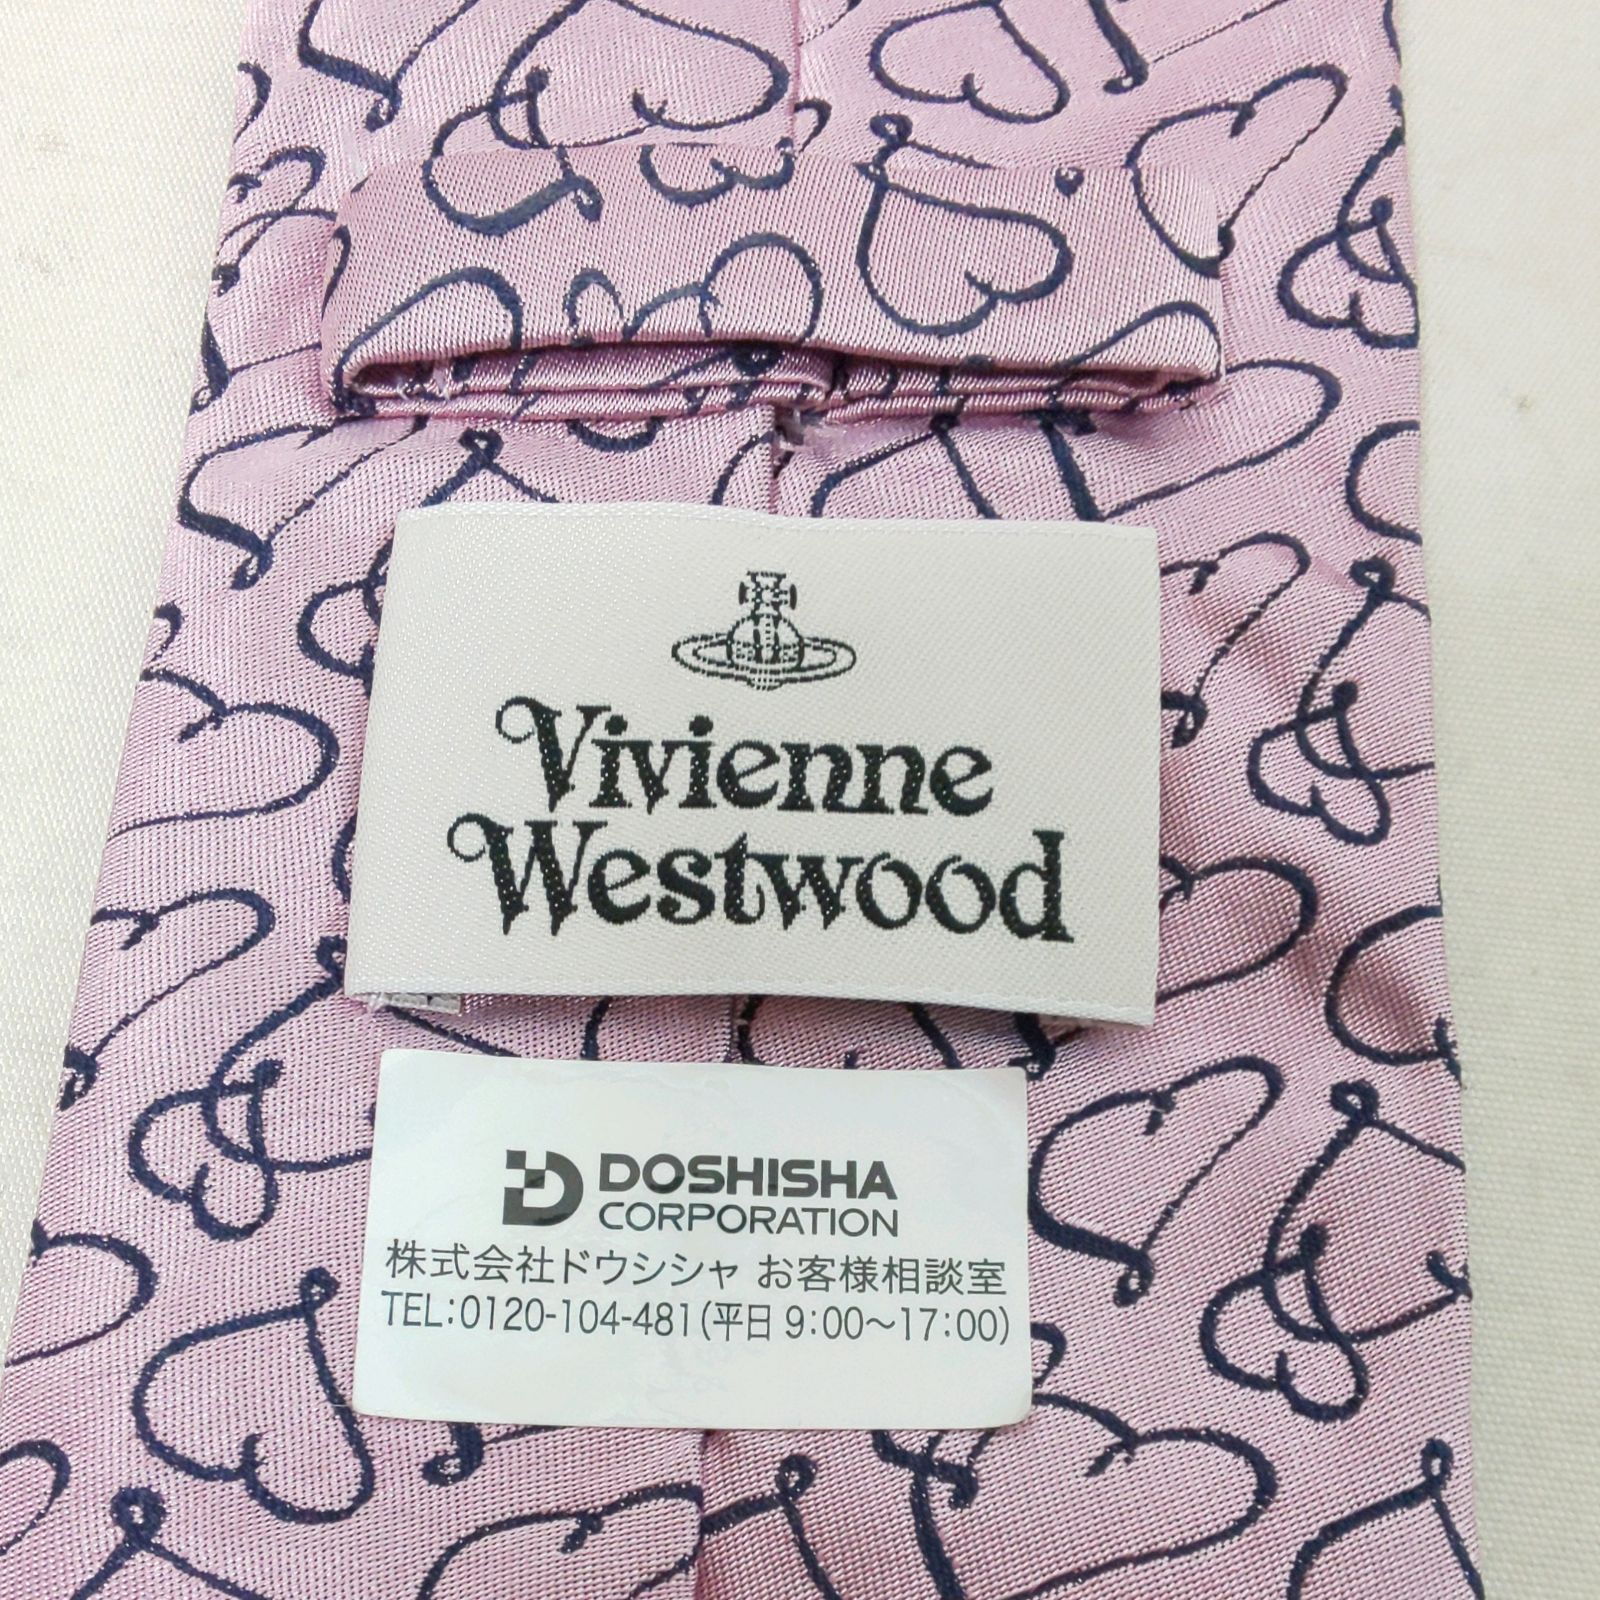 Vivienne
Westwood
DOSHISHA
CORPORATION
株式会社ドウシシャ お客様相談室
TEL:0120-104-481(平日 9:00～17:00)